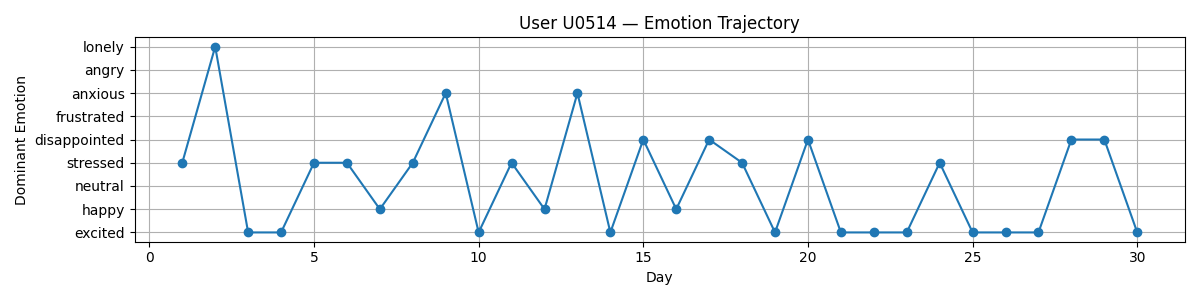 User U0514 — Emotion Trajectory
Dominant Emotion
lonely
angry
anxious
frustrated
disappointed
stressed
neutral
happy
excited
0 5 10 15 20 25 30
Day